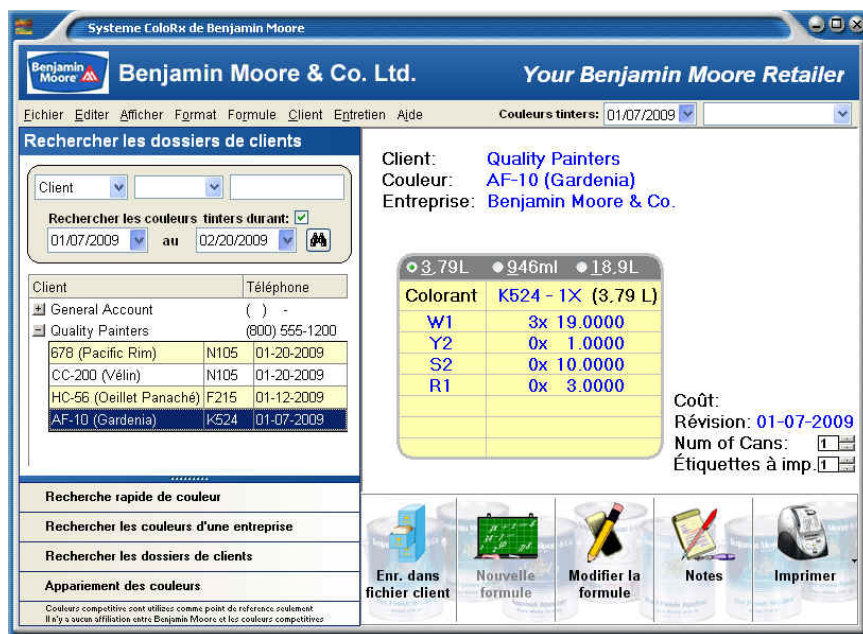 Systeme ColoRx de Benjamin Moore
Benjamin Moore
Benjamin Moore & Co. Ltd.
Your Benjamin Moore Retailer
Fichier Editer Afficher Format Formule Client Entretien Ajde
Couleurs tinters: 01/07/2009
Rechercher les dossiers de clients
Client
Rechercher les couleurs tinters durant:
01/07/2009 au 02/20/2009
Client Téléphone
General Account ( ) -
Quality Painters (800) 555-1200
678 (Pacific Rim) N105 01-20-2009
CC-200 (Vélin) N105 01-20-2009
HC-56 (Oeillet Panaché) F215 01-12-2009
AF-10 (Gardenia) K524 01-07-2009
Recherche rapide de couleur
Rechercher les couleurs d'une entreprise
Rechercher les dossiers de clients
Appariement des couleurs
Couleurs competitive sont utilizes comme point de reference seulement
Il n'y a aucun affiliation entre Benjamin Moore et les couleurs competitives
Client: Quality Painters
Couleur: AF-10 (Gardenia)
Entreprise: Benjamin Moore & Co.
3,79L 946ml 18,9L
Colorant K524 - 1X (3,79 L)
W1 3x 19.0000
Y2 0x 1.0000
S2 0x 10.0000
R1 0x 3.0000
Coût:
Révision: 01-07-2009
Num of Cans: 1
Étiquettes à imp. 1
Enr. dans fichier client
Nouvelle formule
Modifier la formule
Notes
Imprimer